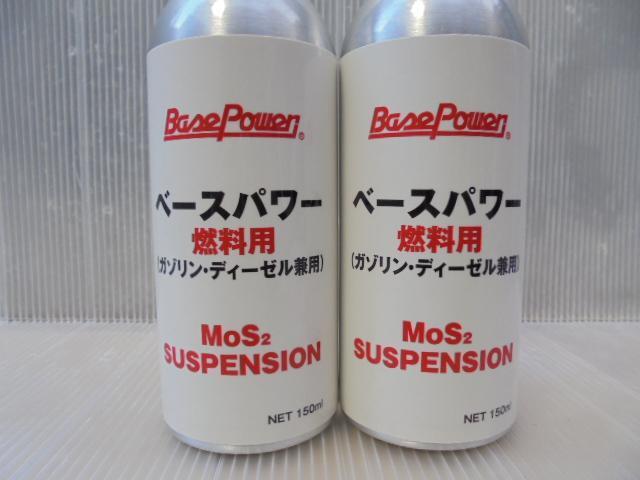 BasePower®
ベースパワー
燃料用
(ガゾリン・ディーゼル兼用)
MoS₂
SUSPENSION
NET 150ml
BasePower®
ベースパワー
燃料用
(ガゾリン・ディーゼル兼用)
MoS₂
SUSPENSION
NET 150ml